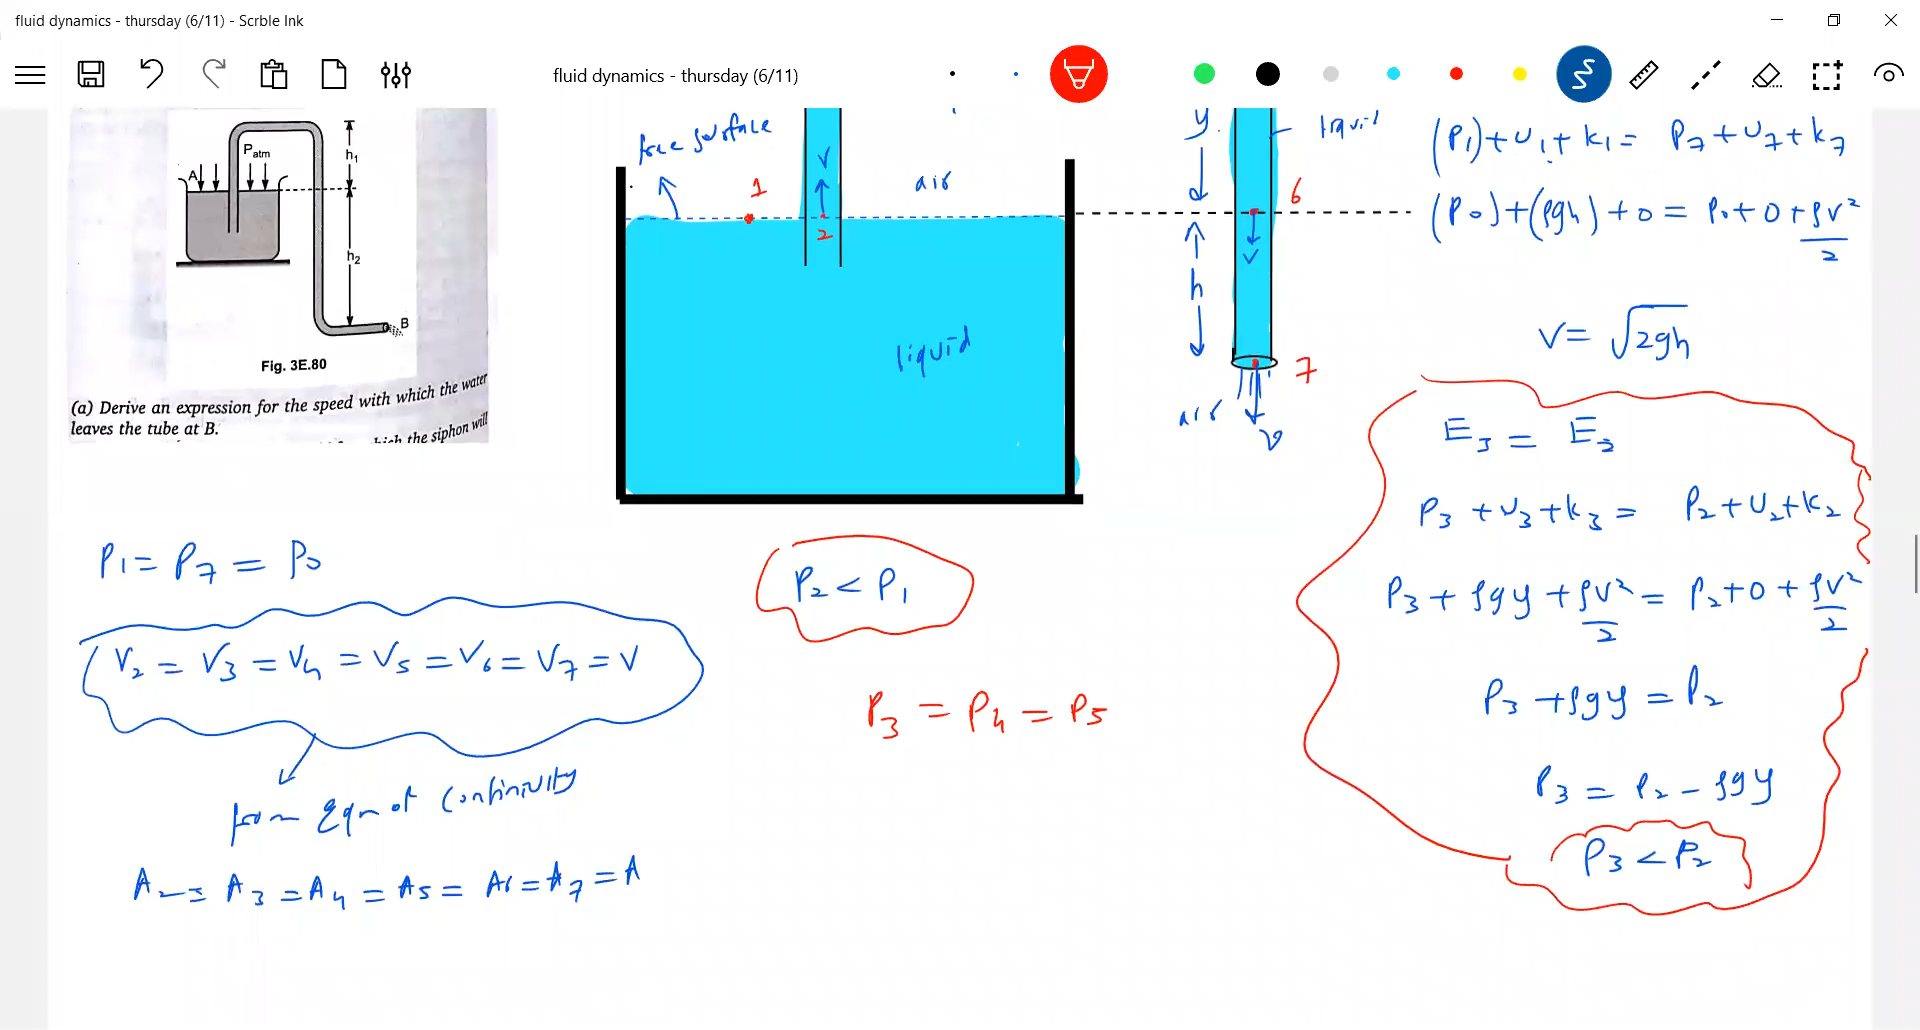 fluid dynamics - thursday (6/11) - Scrble Ink
fluid dynamics - thursday (6/11)
P_atm
A
h₁
h₂
B
Fig. 3E.80
(a) Derive an expression for the speed with which the water
leaves the tube at B.
which the siphon will
free surface
1
v
2
air
liquid
y
liquid
6
v
h
7
air
v
(P₁)+U₁+K₁ = P₇+U₇+K₇
(P₀)+(ρgh)+0 = P₀+0+ρv²/2
V = √2gh
E₃ = E₂
P₃+U₃+K₃ = P₂+U₂+K₂
P₃+ρgy+ρv²/2 = P₂+0+ρv²/2
P₃+ρgy = P₂
P₃ = P₂-ρgy
P₃ < P₂
P₁ = P₇ = P₀
V₂ = V₃ = V₄ = V₅ = V₆ = V₇ = V
from Eqn of Continuity
A₂ = A₃ = A₄ = A₅ = A₆ = A₇ = A
P₂ < P₁
P₃ = P₄ = P₅